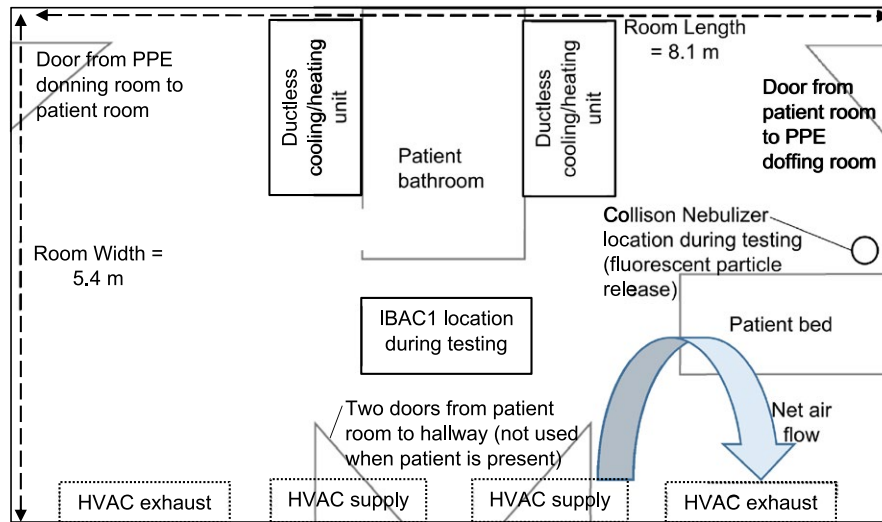 Room Length
= 8.1 m
Door from PPE
donning room to
patient room
Ductless
cooling/heating
unit
Patient
bathroom
Ductless
cooling/heating
unit
Door from
patient room
to PPE
doffing room
Room Width =
5.4 m
Collison Nebulizer
location during testing
(fluorescent particle
release)
IBAC1 location
during testing
Patient bed
Two doors from patient
room to hallway (not used
when patient is present)
Net air
flow
HVAC exhaust
HVAC supply
HVAC supply
HVAC exhaust